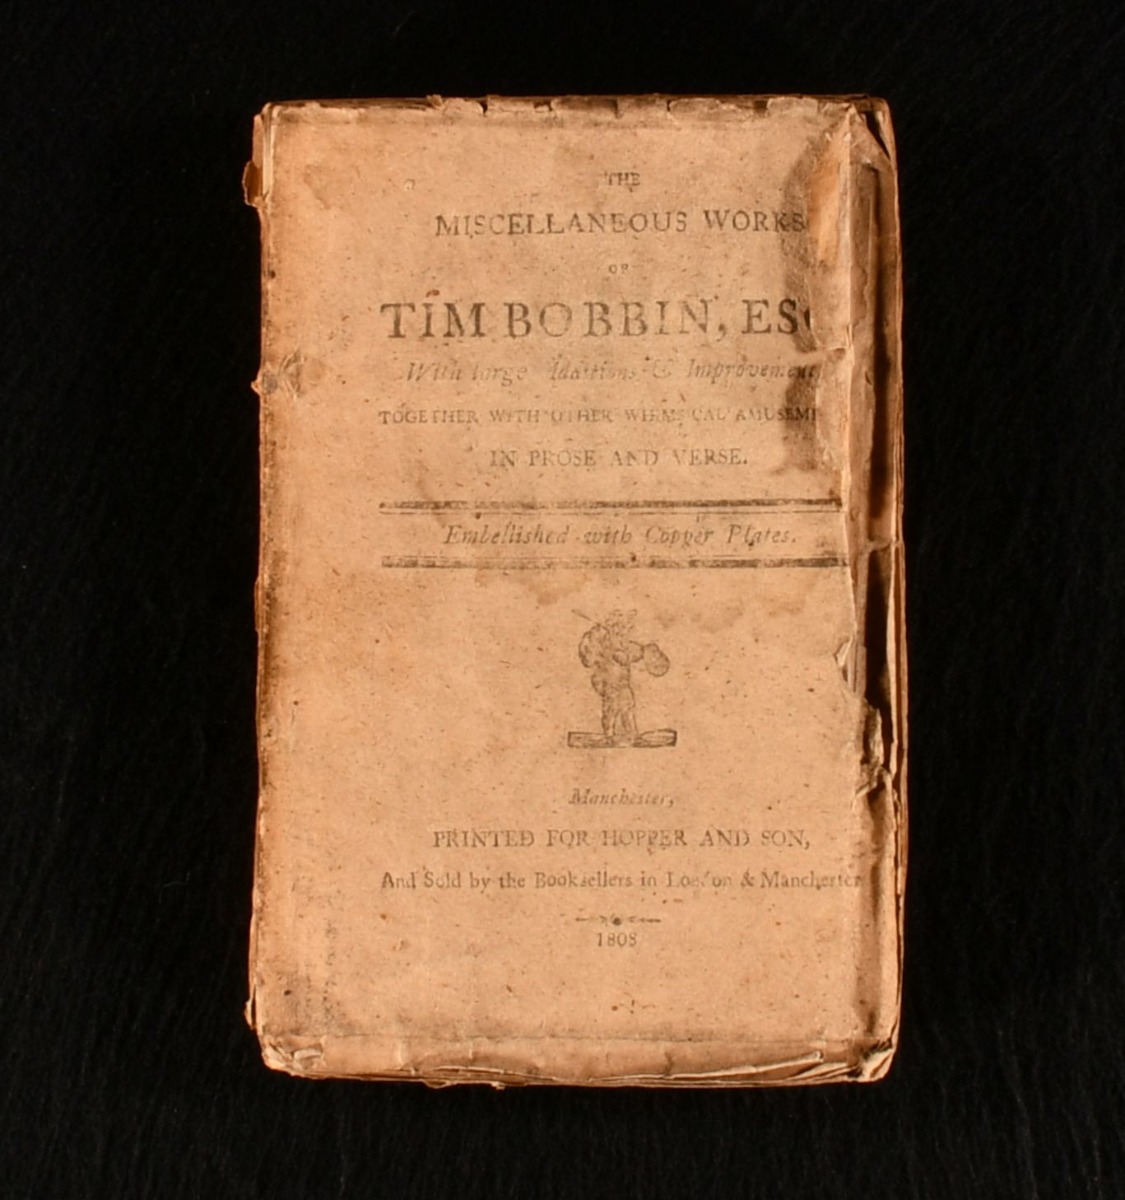 THE
MISCELLANEOUS WORKS
OF
TIM BOBBIN, ES
With large Additions & Improvement
TOGETHER WITH OTHER WHIMSICAL AMUSEM
IN PROSE AND VERSE.
Embellished with Copper Plates.
Manchester,
PRINTED FOR HOPPER AND SON,
And Sold by the Booksellers in London & Manchester
1808